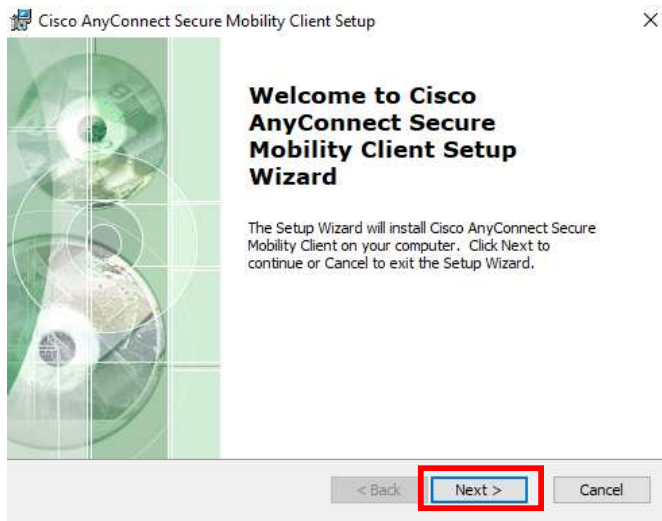 Cisco AnyConnect Secure Mobility Client Setup
Welcome to Cisco
AnyConnect Secure
Mobility Client Setup
Wizard
The Setup Wizard will install Cisco AnyConnect Secure
Mobility Client on your computer. Click Next to
continue or Cancel to exit the Setup Wizard.
< Back Next > Cancel